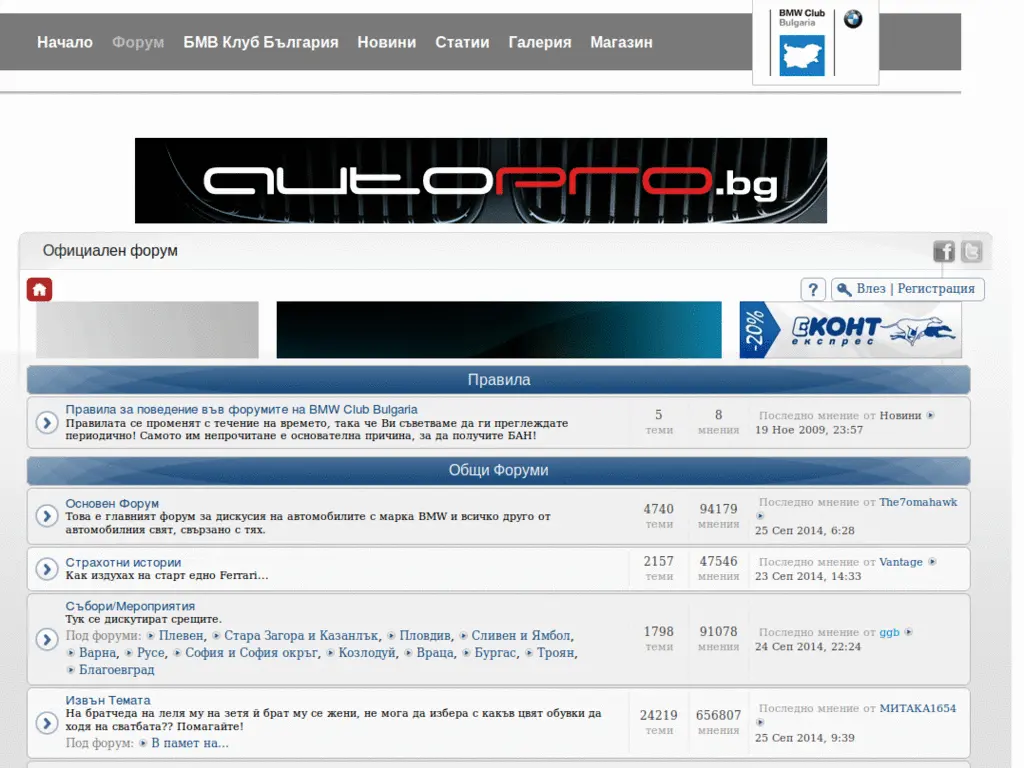 BMW Club
Bulgaria
Начало Форум БМВ Клуб България Новини Статии Галерия Магазин
autopro.bg
Официален форум
Влез | Регистрация
-20% ЕКОНТ
експрес
Правила
Правила за поведение във форумите на BMW Club Bulgaria
Правилата се променят с течение на времето, така че Ви съветваме да ги преглеждате
периодично! Самото им непрочитане е основателна причина, за да получите БАН!
5 теми
8 мнения
Последно мнение от Новини
19 Ное 2009, 23:57
Общи Форуми
Основен Форум
Това е главният форум за дискусия на автомобилите с марка BMW и всичко друго от
автомобилния свят, свързано с тях.
4740 теми
94179 мнения
Последно мнение от The7omahawk
25 Сеп 2014, 6:28
Страхотни истории
Как издухах на старт едно Ferrari...
2157 теми
47546 мнения
Последно мнение от Vantage
23 Сеп 2014, 14:33
Събори/Мероприятия
Тук се дискутират срещите.
Под форуми: Плевен, Стара Загора и Казанлък, Пловдив, Сливен и Ямбол,
Варна, Русе, София и София окръг, Козлодуй, Враца, Бургас, Троян,
Благоевград
1798 теми
91078 мнения
Последно мнение от ggb
24 Сеп 2014, 22:24
Извън Темата
На братчеда на леля му на зетя й брат му се жени, не мога да избера с какъв цвят обувки да
ходя на сватбата?? Помагайте!
Под форум: В памет на...
24219 теми
656807 мнения
Последно мнение от МИТАКА1654
25 Сеп 2014, 9:39